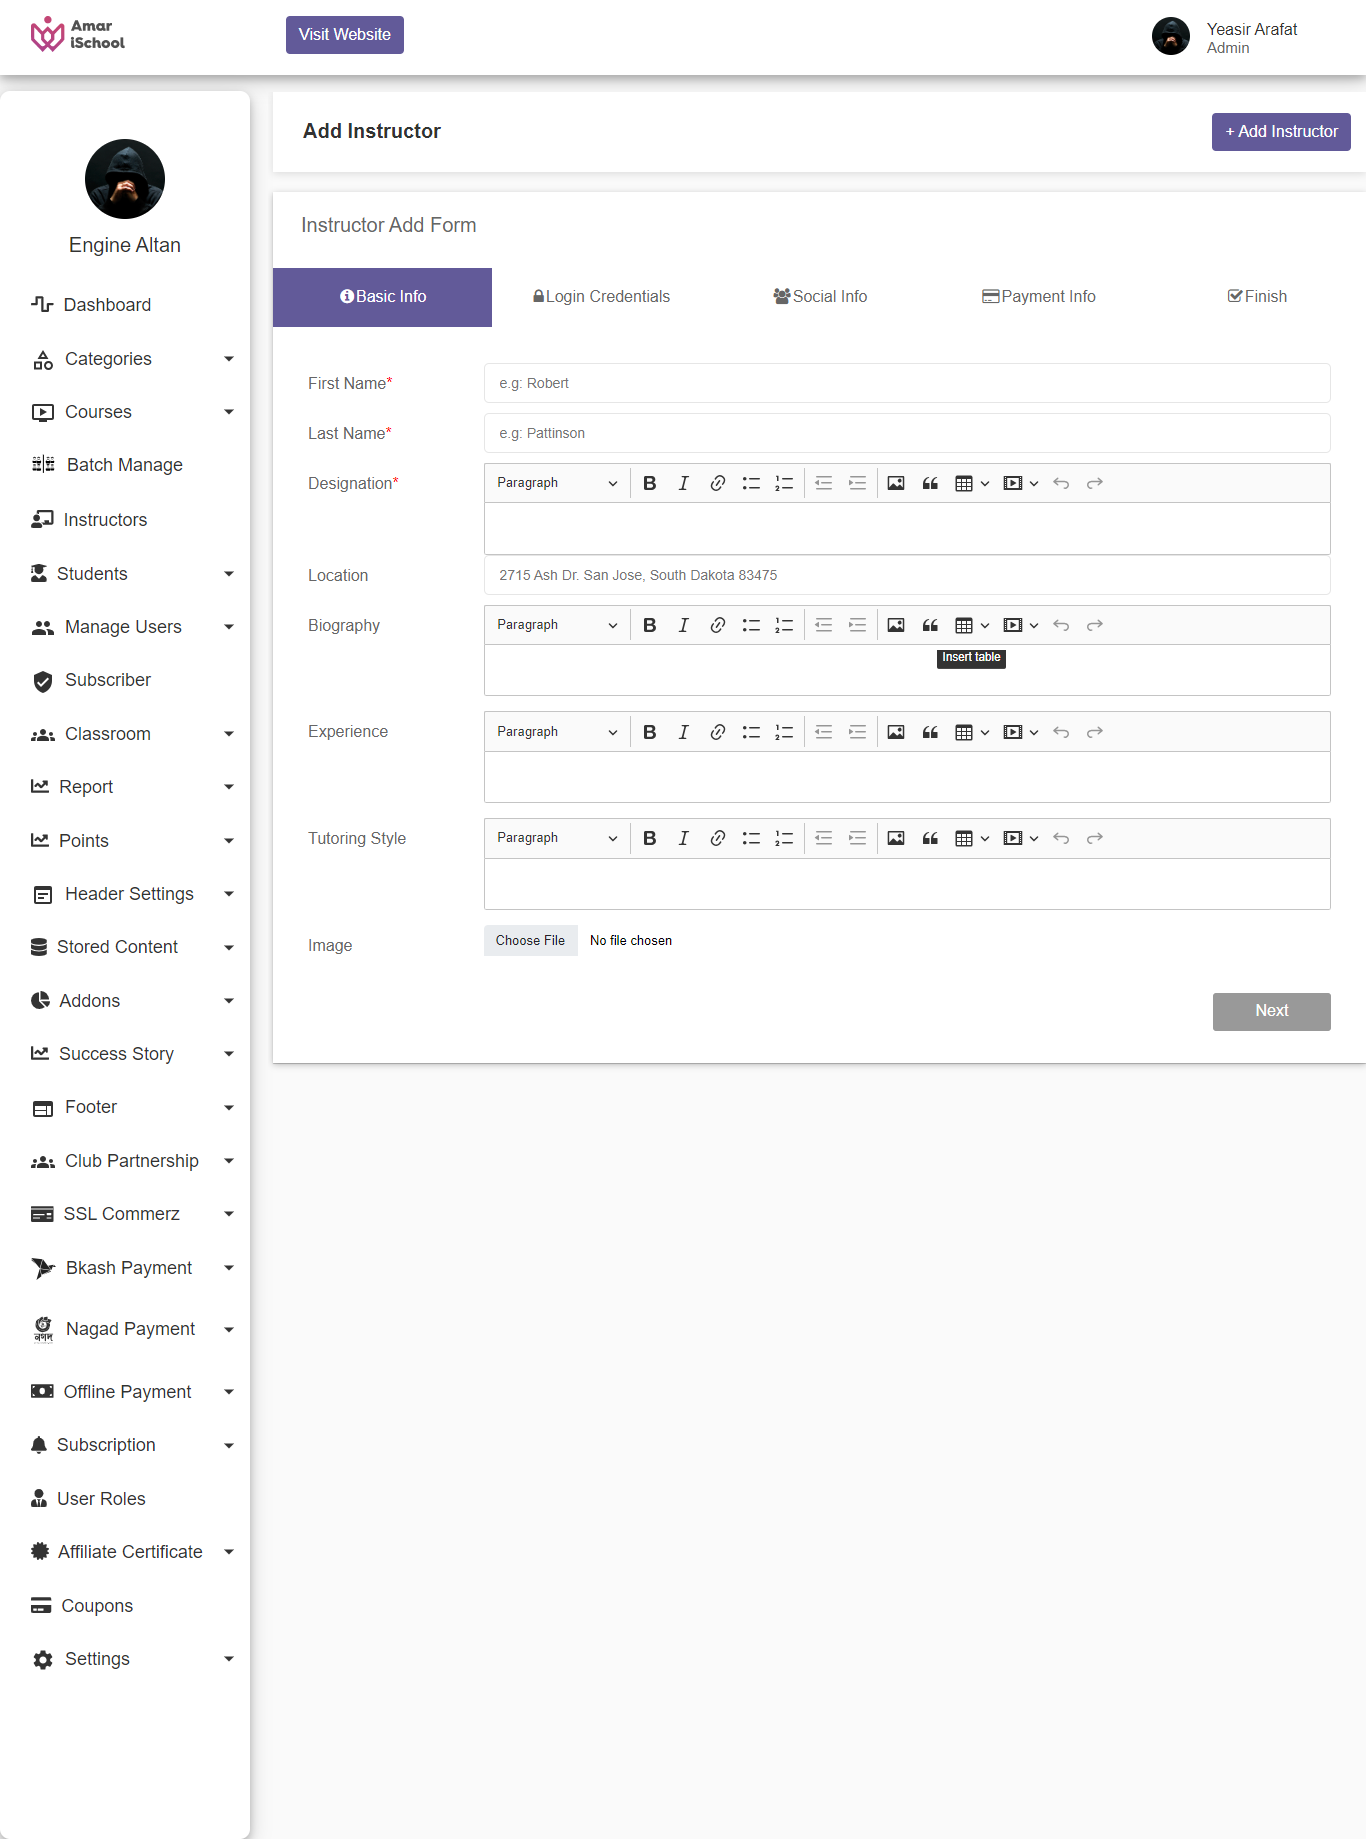 Amar
iSchool
Visit Website
Yeasir Arafat
Admin
Engine Altan
Dashboard
Categories
Courses
Batch Manage
Instructors
Students
Manage Users
Subscriber
Classroom
Report
Points
Header Settings
Stored Content
Addons
Success Story
Footer
Club Partnership
SSL Commerz
Bkash Payment
নগদ
Nagad Payment
Offline Payment
Subscription
User Roles
Affiliate Certificate
Coupons
Settings
Add Instructor
+ Add Instructor
Instructor Add Form
Basic Info
Login Credentials
Social Info
Payment Info
Finish
First Name*
e.g: Robert
Last Name*
e.g: Pattinson
Designation*
Paragraph
Location
2715 Ash Dr. San Jose, South Dakota 83475
Biography
Paragraph
Insert table
Experience
Paragraph
Tutoring Style
Paragraph
Image
Choose File No file chosen
Next